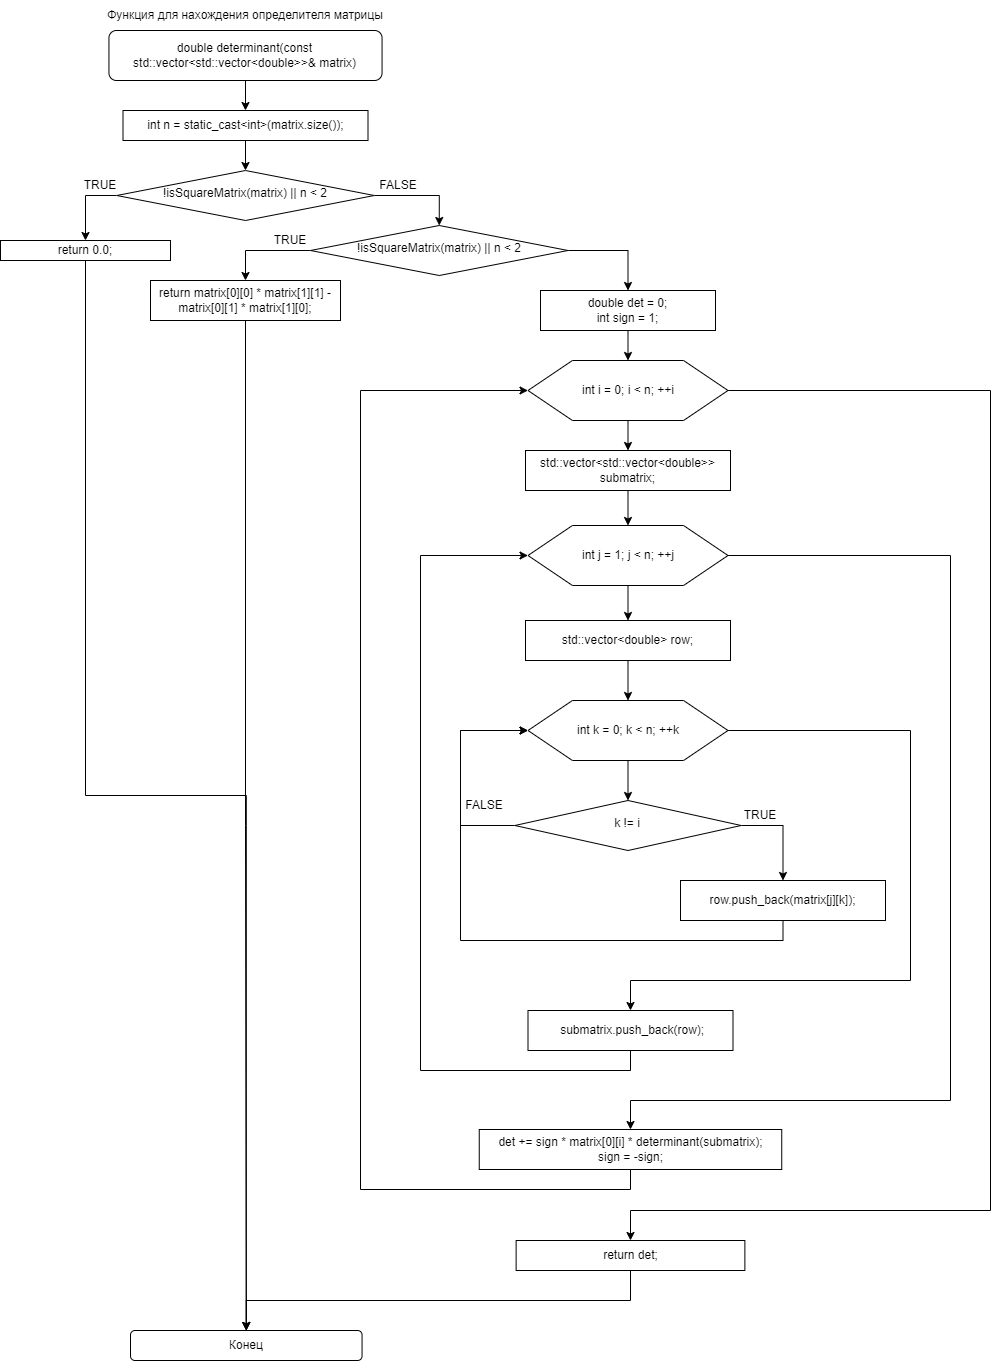 Функция для нахождения определителя матрицы
double determinant(const
std::vector<std::vector<double>>& matrix)
int n = static_cast<int>(matrix.size());
TRUE
!isSquareMatrix(matrix) || n < 2
FALSE
return 0.0;
TRUE
!isSquareMatrix(matrix) || n < 2
return matrix[0][0] * matrix[1][1] -
matrix[0][1] * matrix[1][0];
double det = 0;
int sign = 1;
int i = 0; i < n; ++i
std::vector<std::vector<double>>
submatrix;
int j = 1; j < n; ++j
std::vector<double> row;
int k = 0; k < n; ++k
FALSE
k != i
TRUE
row.push_back(matrix[j][k]);
submatrix.push_back(row);
det += sign * matrix[0][i] * determinant(submatrix);
sign = -sign;
return det;
Конец